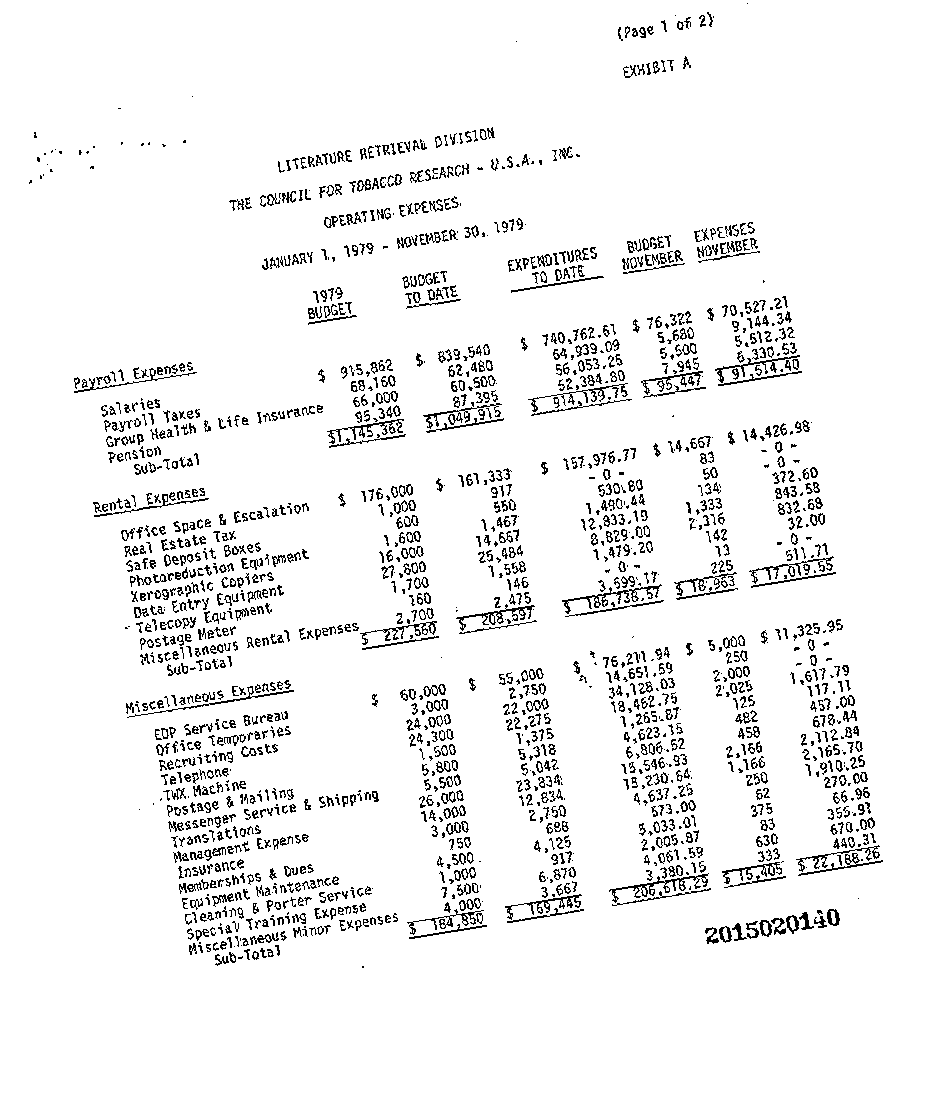 (Page 1 of 2)
EXHIBIT A
LITERATURE RETRIEVAL DIVISION
THE COUNCIL FOR TOBACCO RESEARCH - U.S.A., INC.
OPERATING EXPENSES
JANUARY 1, 1979 - NOVEMBER 30, 1979
1979 BUDGET EXPENDITURES BUDGET EXPENSES
BUDGET TO DATE TO DATE NOVEMBER NOVEMBER
Payroll Expenses
Salaries $ 915,862 $ 839,540 $ 740,762.61 $ 76,322 $ 70,527.21
Payroll Taxes 68,160 62,480 64,939.09 5,680 9,144.34
Group Health & Life Insurance 66,000 60,500 56,053.25 5,500 5,512.32
Pension 95,340 87,395 52,384.80 7,945 6,330.53
Sub-Total $1,145,362 $1,049,915 $ 914,139.75 $ 95,447 $ 91,514.40
Rental Expenses
Office Space & Escalation $ 176,000 $ 161,333 $ 157,976.77 $ 14,667 $ 14,426.98
Real Estate Tax 1,000 917 - 0 - 83 - 0 -
Safe Deposit Boxes 600 550 530.80 50 - 0 -
Photoreduction Equipment 1,600 1,467 1,490.44 134 372.60
Xerographic Copiers 16,000 14,667 12,833.19 1,333 843.58
Data Entry Equipment 27,800 25,484 8,829.00 2,316 832.68
Telecopy Equipment 1,700 1,558 1,479.20 142 32.00
Postage Meter 160 146 - 0 - 13 - 0 -
Miscellaneous Rental Expenses 2,700 2,475 3,599.17 225 511.71
Sub-Total $ 227,560 $ 208,597 $ 186,738.57 $ 18,963 $ 17,019.55
Miscellaneous Expenses
EDP Service Bureau $ 60,000 $ 55,000 $ 76,211.94 $ 5,000 $ 11,325.95
Office Temporaries 3,000 2,750 14,651.59 250 - 0 -
Recruiting Costs 24,000 22,000 34,128.03 2,000 - 0 -
Telephone 24,300 22,275 18,462.75 2,025 1,617.79
TWX Machine 1,500 1,375 1,265.87 125 117.11
Postage & Mailing 5,800 5,318 4,623.15 482 457.00
Messenger Service & Shipping 5,500 5,042 6,806.52 458 678.44
Translations 26,000 23,834 15,546.93 2,166 2,112.84
Management Expense 14,000 12,834 15,230.64 1,166 2,165.70
Insurance 3,000 2,750 4,637.25 250 1,910.25
Memberships & Dues 750 688 573.00 62 270.00
Equipment Maintenance 4,500 4,125 5,033.01 375 66.96
Cleaning & Porter Service 1,000 917 2,005.87 83 355.91
Special Training Expense 7,500 6,870 4,061.59 630 670.00
Miscellaneous Minor Expenses 4,000 3,667 3,380.15 333 440.31
Sub-Total $ 184,850 $ 169,445 $ 206,618.29 $ 15,405 $ 22,188.26
2015020140